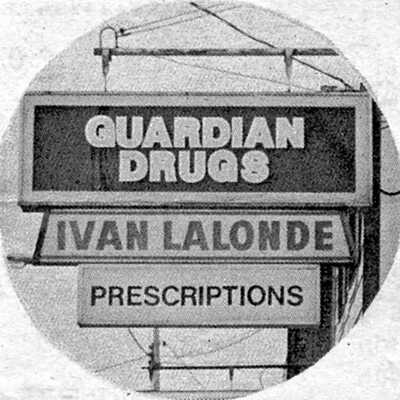 GUARDIAN
DRUGS
IVAN LALONDE
PRESCRIPTIONS